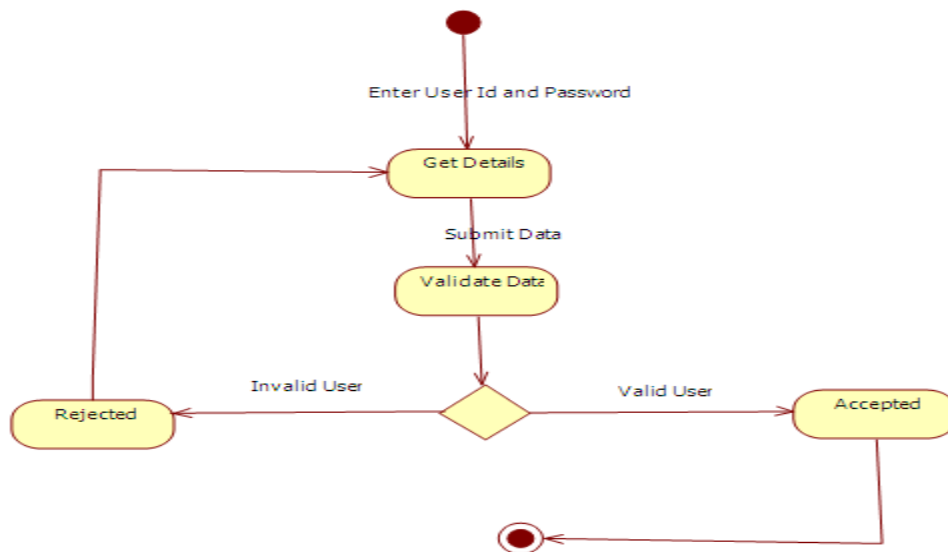 Enter User Id and Password
Get Details
Submit Data
Validate Data
Invalid User
Valid User
Rejected
Accepted